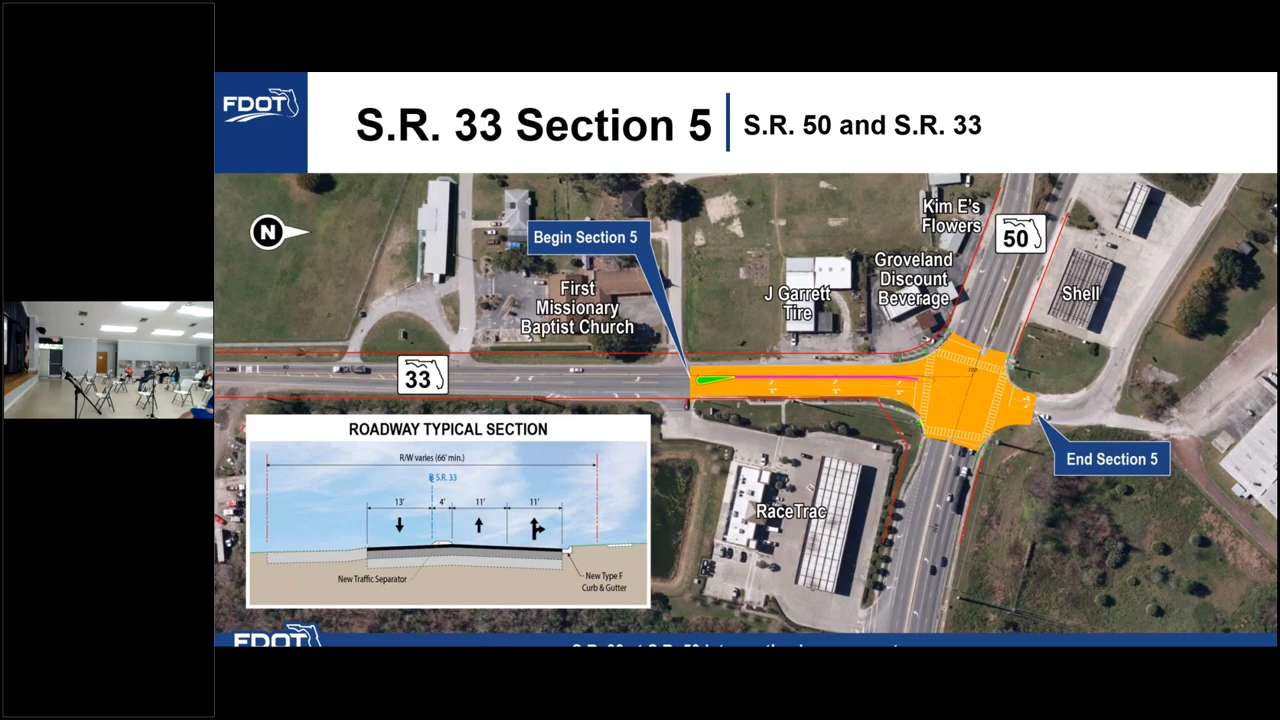 FDOT
S.R. 33 Section 5
S.R. 50 and S.R. 33
N
Begin Section 5
Kim E's
Flowers
50
Groveland
Discount
Beverage
Shell
J Garrett
Tire
First
Missionary
Baptist Church
33
End Section 5
RaceTrac
ROADWAY TYPICAL SECTION
R/W varies (66' min.)
S.R. 33
13'
4'
11'
11'
New Traffic Separator
New Type F
Curb & Gutter
FDOT